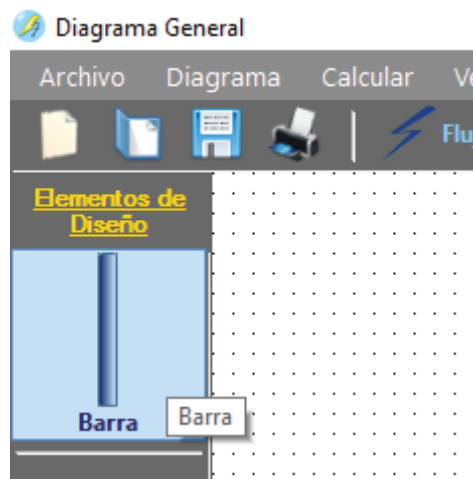 Diagrama General
Archivo Diagrama Calcular
Elementos de
Diseño
Barra
Barra